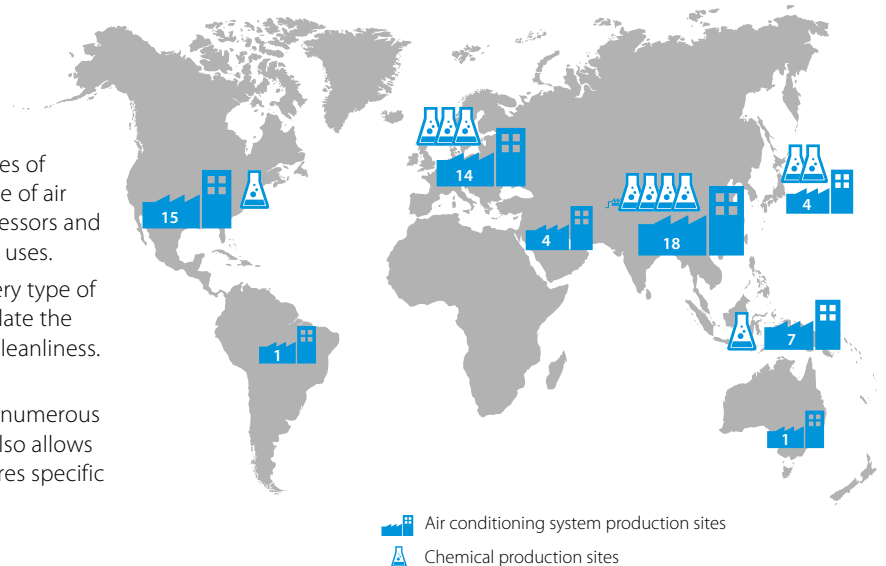 es of
e of air
essors and
uses.
ery type of
late the
leanliness.
numerous
lso allows
res specific
15
14
4
18
4
1
7
1
Air conditioning system production sites
Chemical production sites